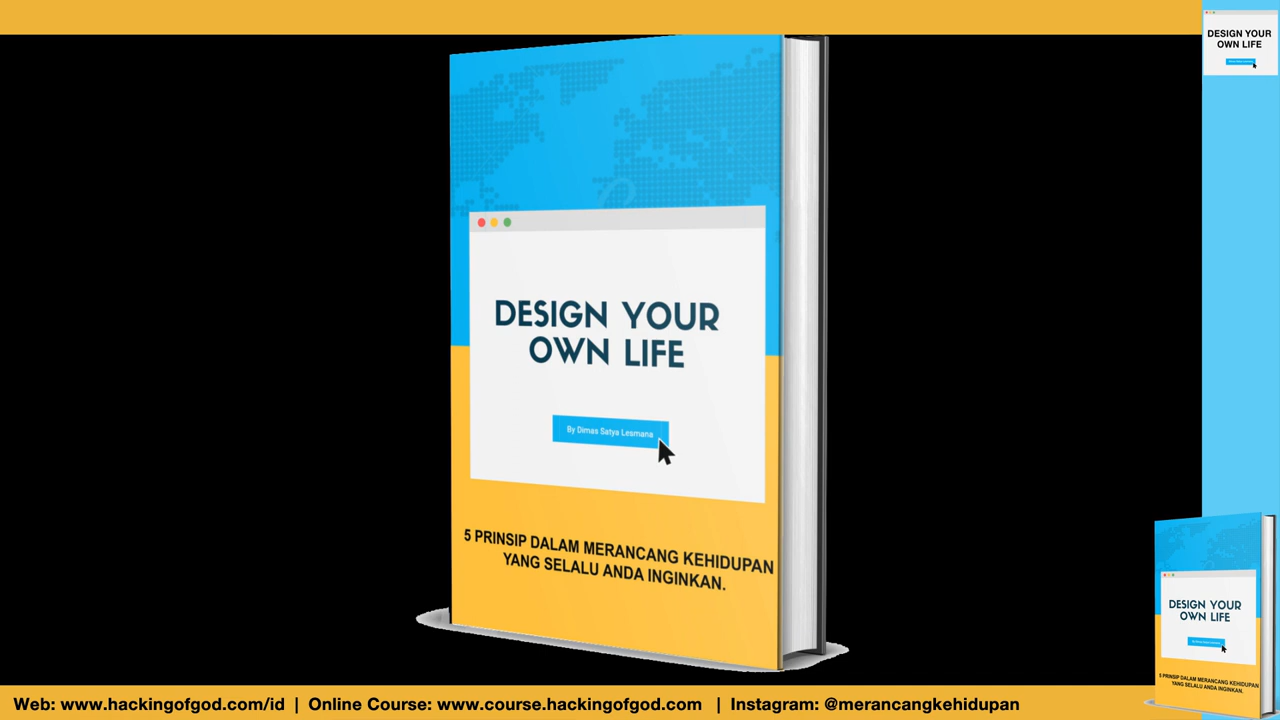 DESIGN YOUR
OWN LIFE
DESIGN YOUR
OWN LIFE
By Dimas Satya Lesmana
5 PRINSIP DALAM MERANCANG KEHIDUPAN
YANG SELALU ANDA INGINKAN.
DESIGN YOUR
OWN LIFE
5 PRINSIP DALAM MERANCANG KEHIDUPAN
YANG SELALU ANDA INGINKAN.
Web: www.hackingofgod.com/id | Online Course: www.course.hackingofgod.com | Instagram: @merancangkehidupan